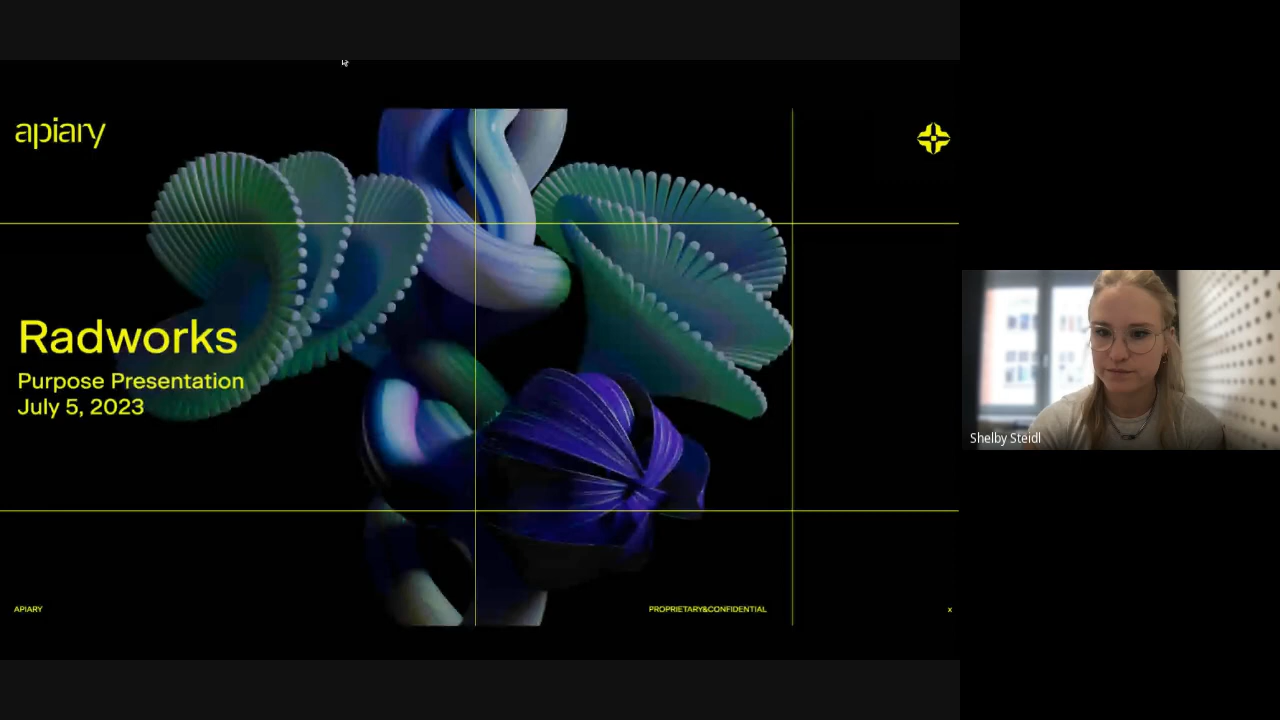 apiary
Radworks
Purpose Presentation
July 5, 2023
Shelby Steidl
APIARY
PROPRIETARY&CONFIDENTIAL
x